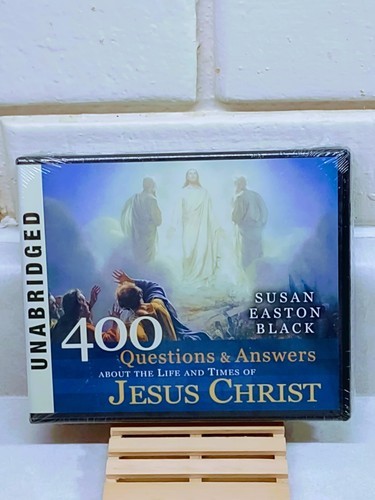 UNABRIDGED
SUSAN
EASTON
BLACK
400
Questions & Answers
ABOUT THE LIFE AND TIMES OF
JESUS CHRIST